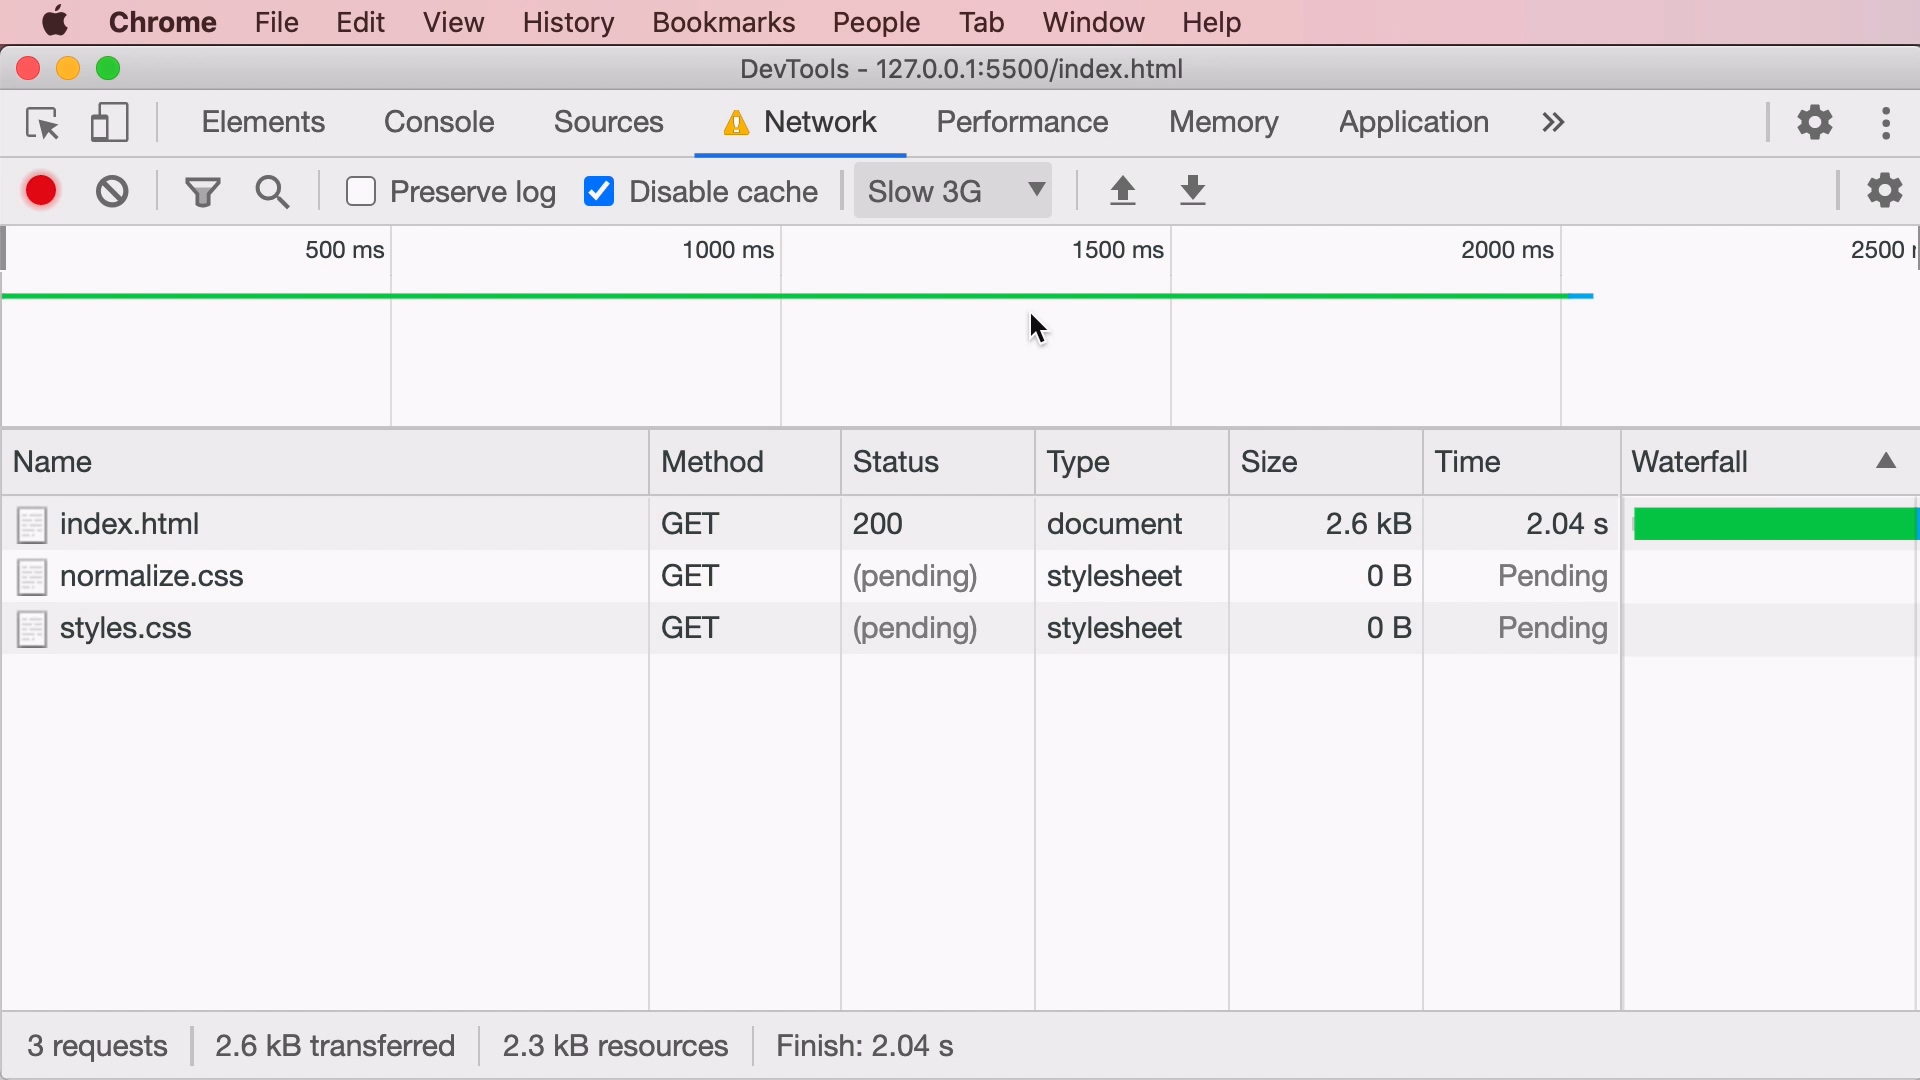 Chrome File Edit View History Bookmarks People Tab Window Help
DevTools - 127.0.0.1:5500/index.html
Elements Console Sources Network Performance Memory Application »
Preserve log Disable cache Slow 3G
500 ms 1000 ms 1500 ms 2000 ms 2500
Name Method Status Type Size Time Waterfall
index.html GET 200 document 2.6 kB 2.04 s
normalize.css GET (pending) stylesheet 0 B Pending
styles.css GET (pending) stylesheet 0 B Pending
3 requests 2.6 kB transferred 2.3 kB resources Finish: 2.04 s